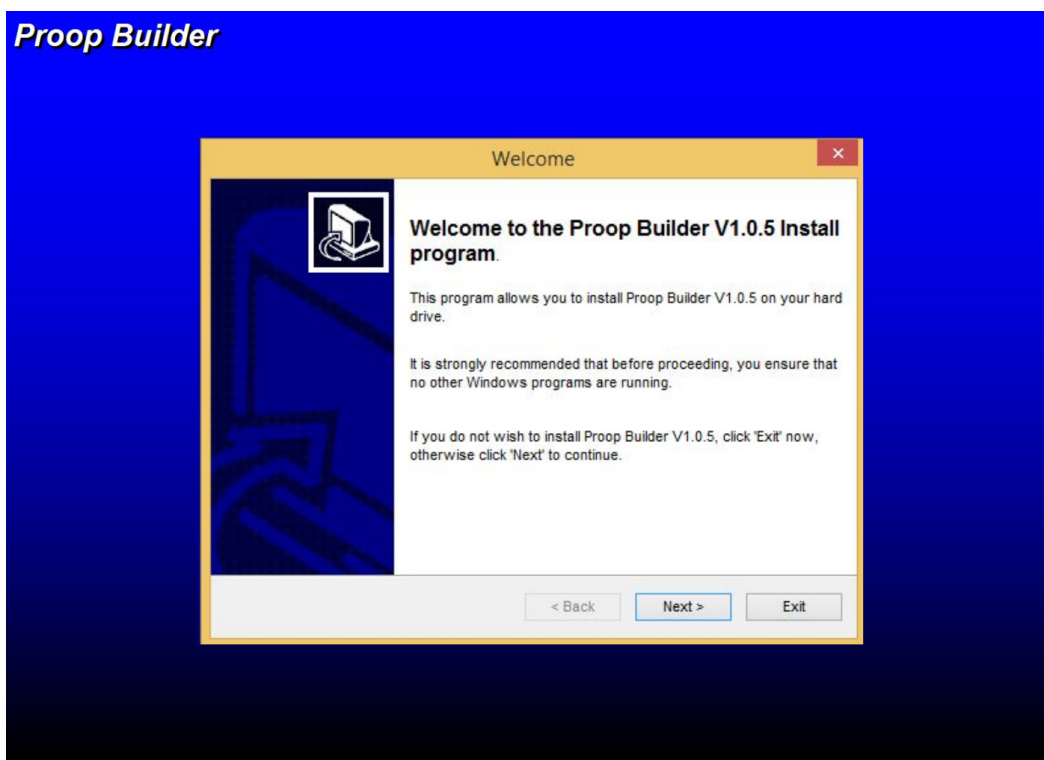 Proop Builder
Welcome
Welcome to the Proop Builder V1.0.5 Install
program.
This program allows you to install Proop Builder V1.0.5 on your hard
drive.
It is strongly recommended that before proceeding, you ensure that
no other Windows programs are running.
If you do not wish to install Proop Builder V1.0.5, click 'Exit' now,
otherwise click 'Next' to continue.
< Back Next > Exit